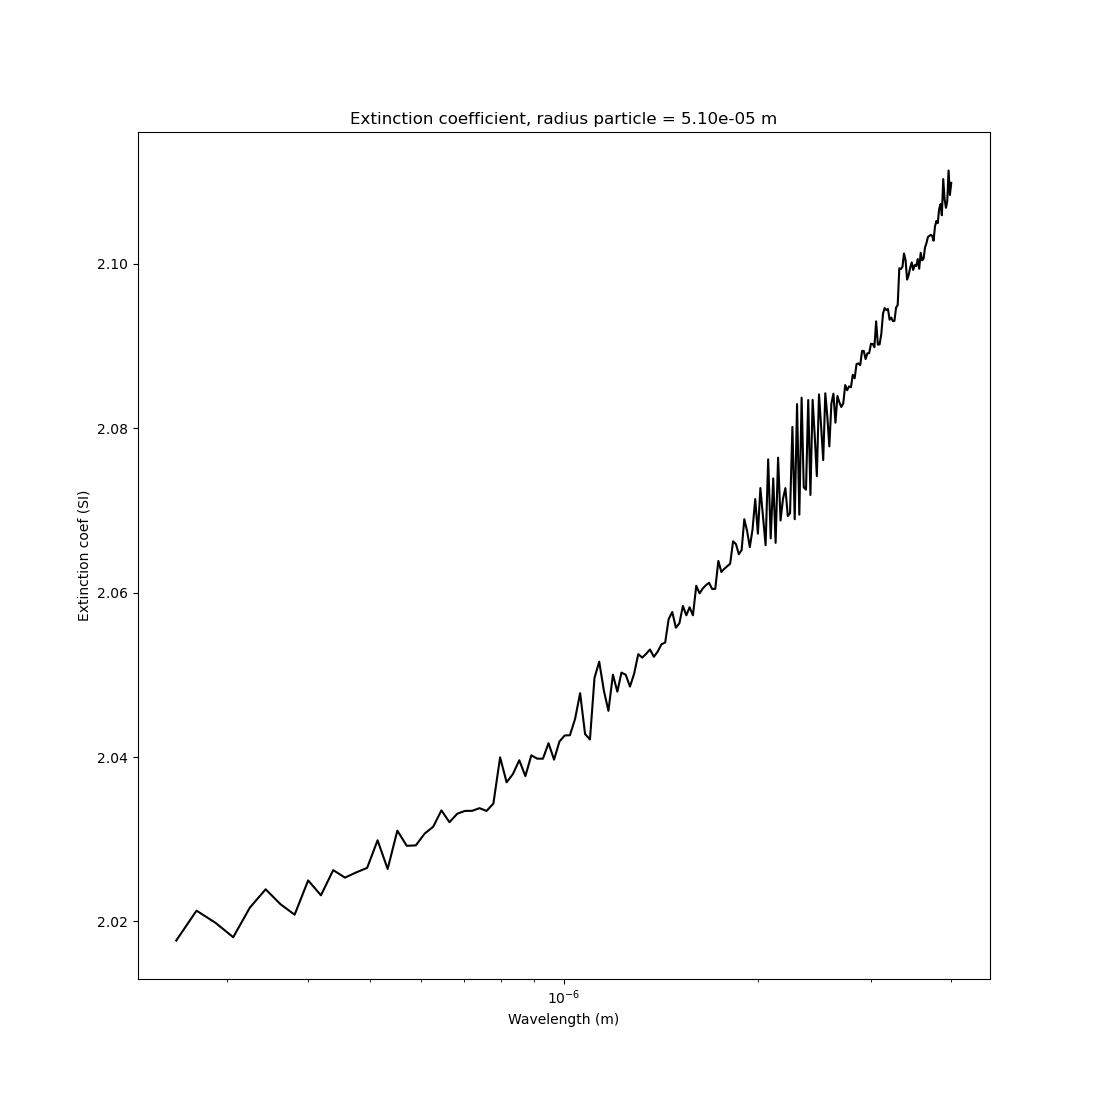 Extinction coefficient, radius particle = 5.10e-05 m
2.10
2.08
2.06
2.04
2.02
Extinction coef (SI)
10⁻⁶
Wavelength (m)